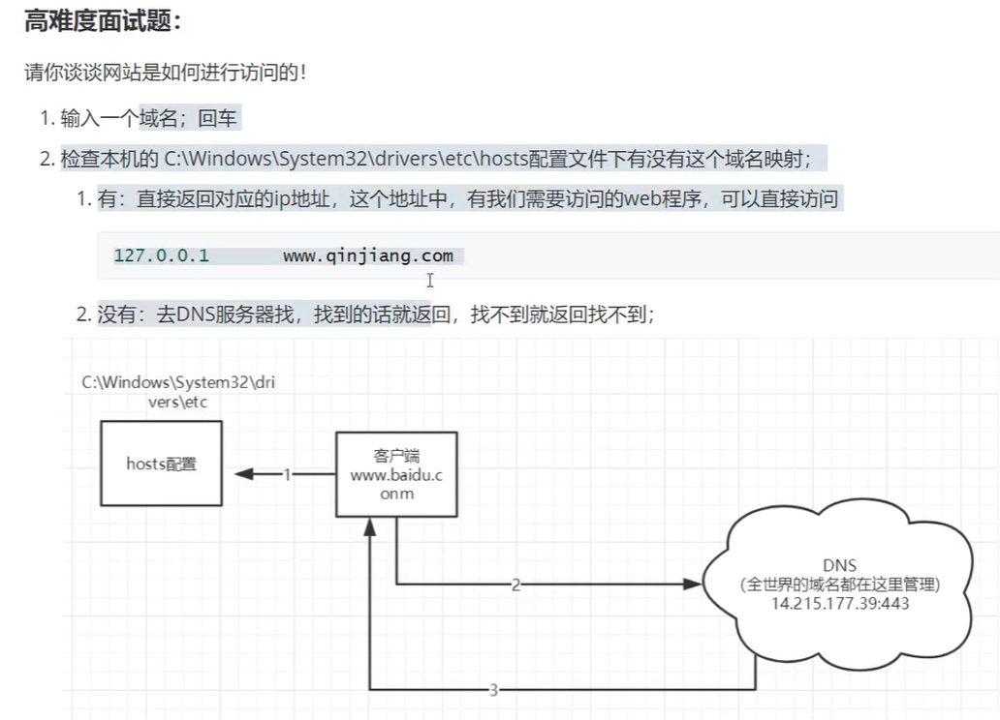 高难度面试题：
请你谈谈网站是如何进行访问的！
1. 输入一个域名；回车
2. 检查本机的 C:\Windows\System32\drivers\etc\hosts配置文件下有没有这个域名映射；
1. 有：直接返回对应的ip地址，这个地址中，有我们需要访问的web程序，可以直接访问
127.0.0.1 www.qinjiang.com
2. 没有：去DNS服务器找，找到的话就返回，找不到就返回找不到；
C:\Windows\System32\dri
vers\etc
hosts配置
1
客户端
www.baidu.c
onm
2
DNS
(全世界的域名都在这里管理)
14.215.177.39:443
3